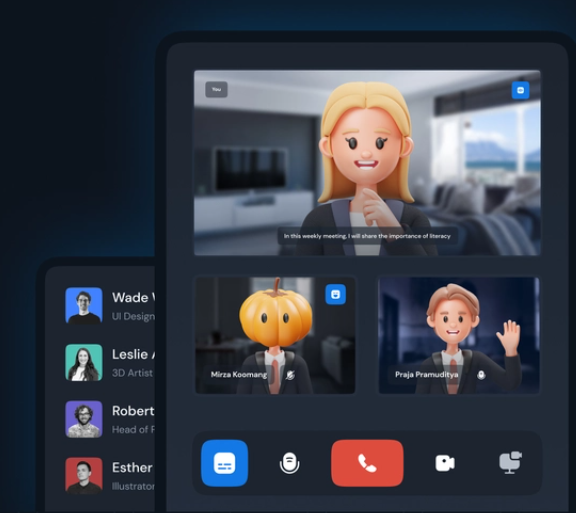 You
In this weekly meeting, I will share the importance of literacy
Mirza Koomang
Praja Pramuditya
Wade
UI Design
Leslie
3D Artist
Robert
Head of
Esther
Illustrator